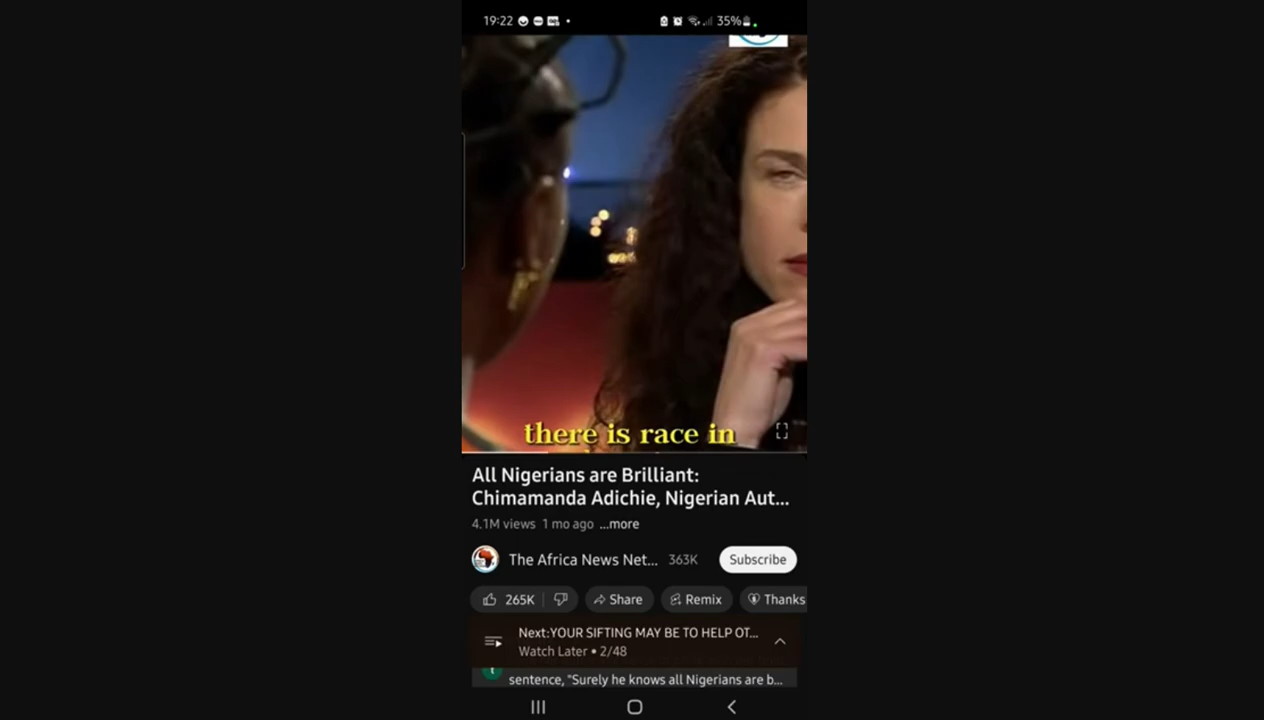 19:22
35%
there is race in
All Nigerians are Brilliant:
Chimamanda Adichie, Nigerian Aut...
4.1M views 1 mo ago ...more
The Africa News Net... 363K Subscribe
265K Share Remix Thanks
Next:YOUR SIFTING MAY BE TO HELP OT...
Watch Later • 2/48
sentence, "Surely he knows all Nigerians are b...